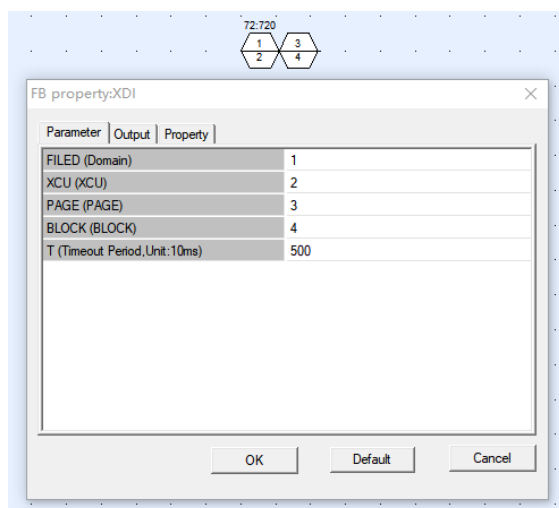 72:720
1 3
2 4
FB property:XDI
Parameter Output Property
FILED (Domain) 1
XCU (XCU) 2
PAGE (PAGE) 3
BLOCK (BLOCK) 4
T (Timeout Period,Unit:10ms) 500
OK Default Cancel